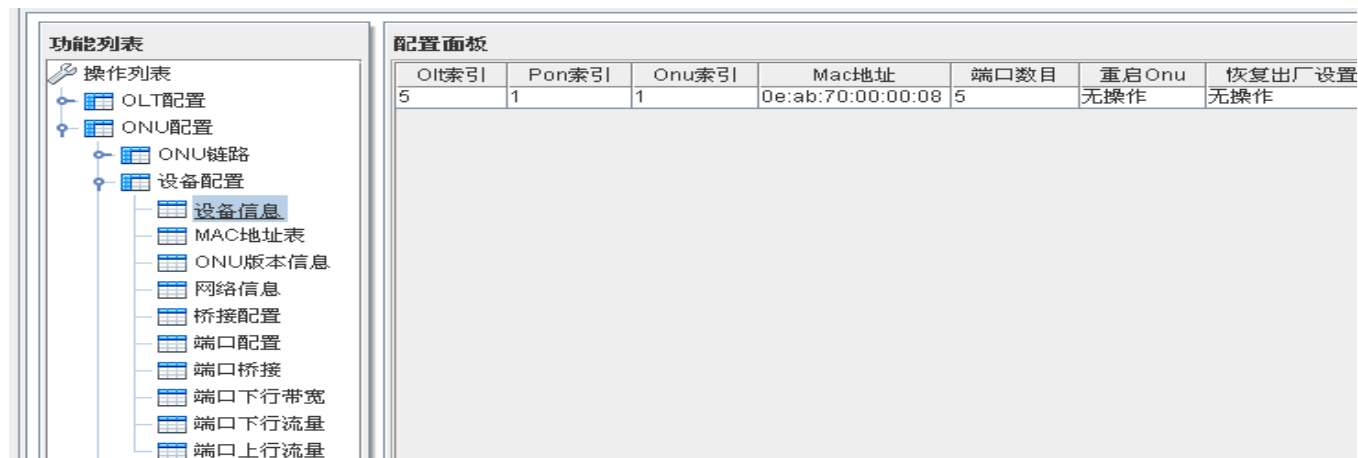 功能列表
操作列表
OLT配置
ONU配置
ONU链路
设备配置
设备信息
MAC地址表
ONU版本信息
网络信息
桥接配置
端口配置
端口桥接
端口下行带宽
端口下行流量
端口上行流量
配置面板
Olt索引 Pon索引 Onu索引 Mac地址 端口数目 重启Onu 恢复出厂设置
5 1 1 0e:ab:70:00:00:08 5 无操作 无操作